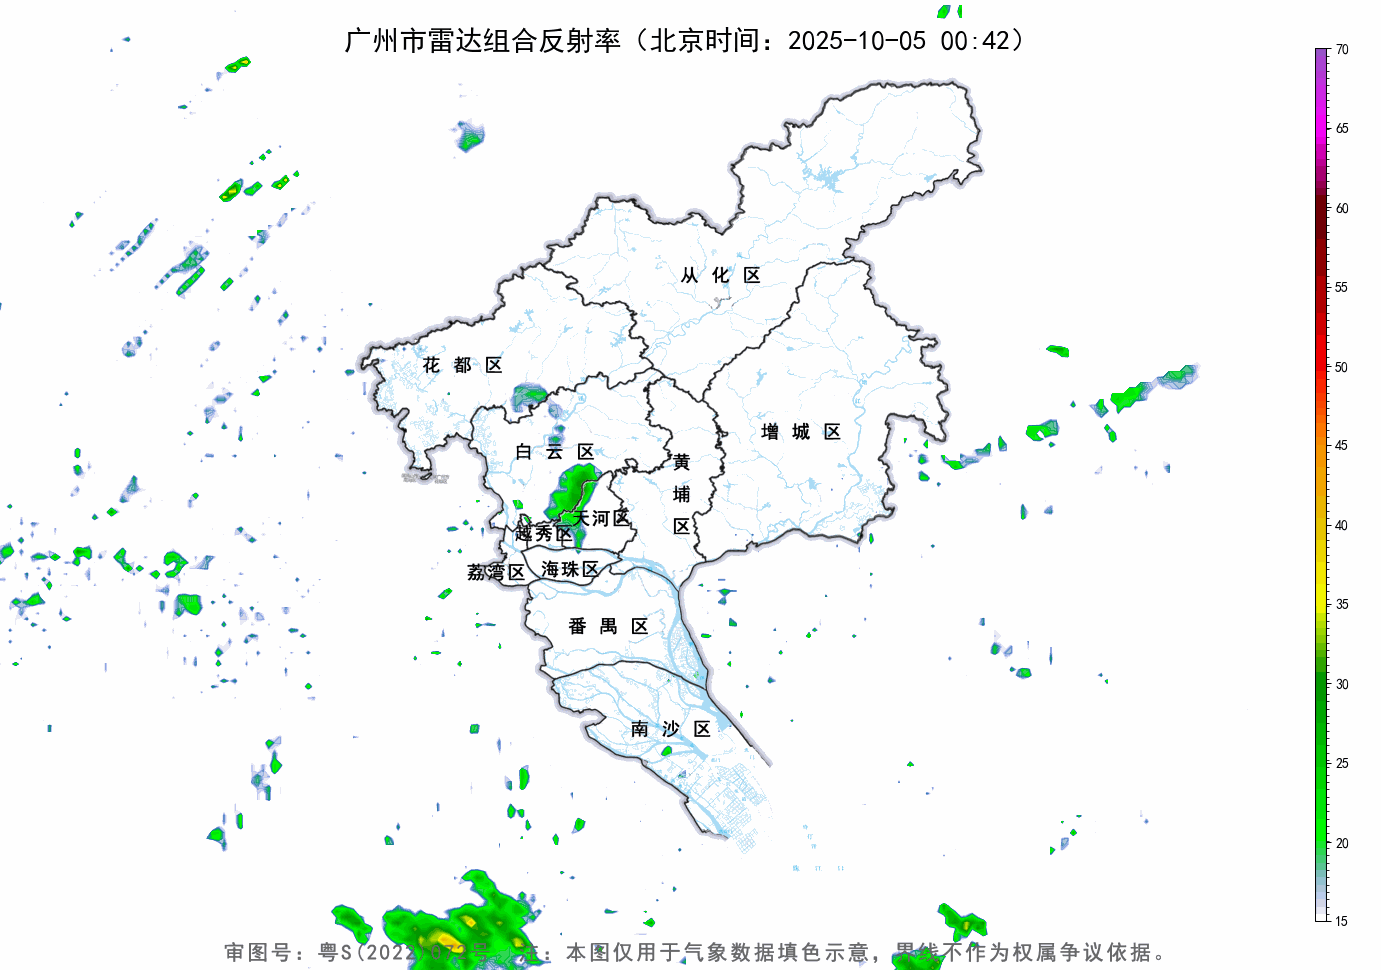 广州市雷达组合反射率（北京时间：2025-10-05 00:42）
70
65
60
55
50
45
40
35
30
25
20
15
从化区
花都区
增城区
白云区
黄埔区
天河区
越秀区
海珠区
荔湾区
番禺区
南沙区
审图号：粤S(2022)073号 注：本图仅用于气象数据填色示意，界线不作为权属争议依据。